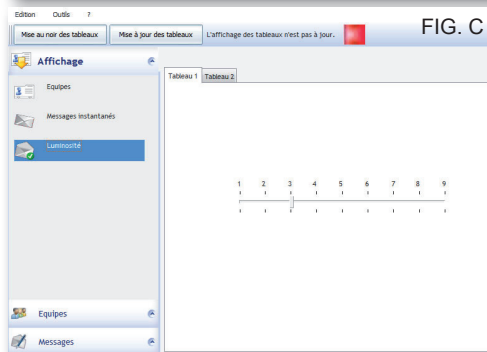 Edition Outils ?
Mise au noir des tableaux Mise à jour des tableaux L'affichage des tableaux n'est pas à jour.
FIG. C
Affichage
Tableau 1 Tableau 2
Equipes
Messages instantanés
Luminosité
1 2 3 4 5 6 7 8 9
Equipes
Messages